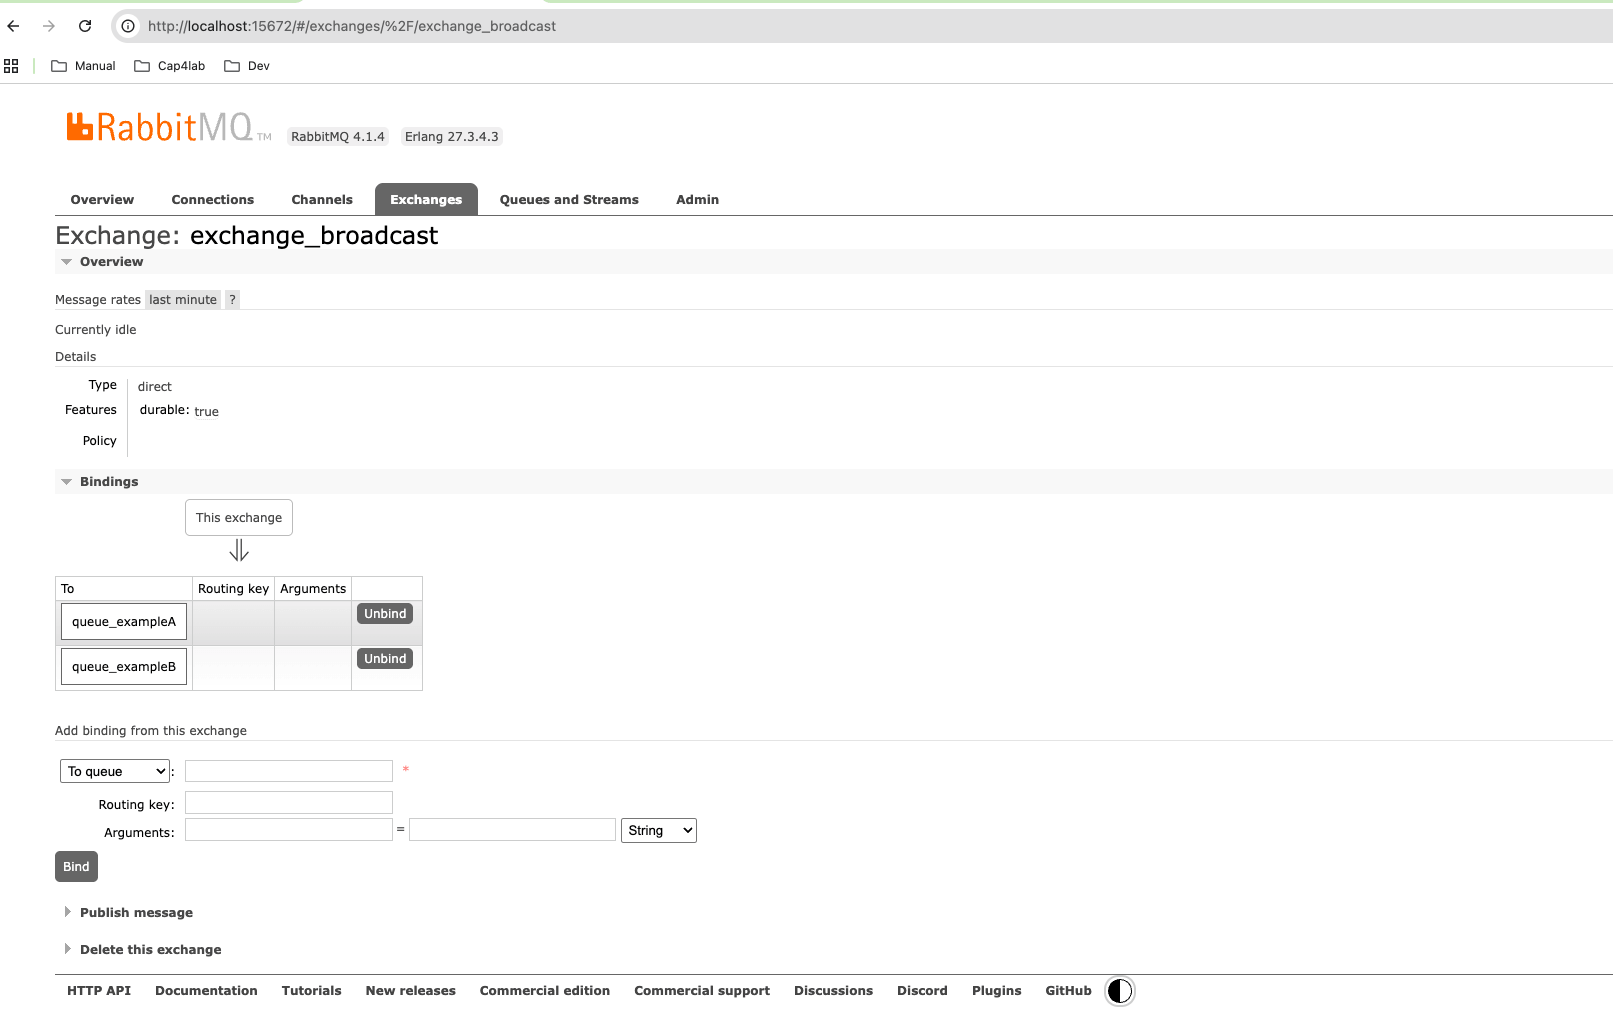 http://localhost:15672/#/exchanges/%2F/exchange_broadcast
Manual Cap4lab Dev
RabbitMQ TM RabbitMQ 4.1.4 Erlang 27.3.4.3
Overview Connections Channels Exchanges Queues and Streams Admin
Exchange: exchange_broadcast
Overview
Message rates last minute ?
Currently idle
Details
Type direct
Features durable: true
Policy
Bindings
This exchange
⇓
To Routing key Arguments
queue_exampleA Unbind
queue_exampleB Unbind
Add binding from this exchange
To queue : *
Routing key:
Arguments: = String
Bind
Publish message
Delete this exchange
HTTP API Documentation Tutorials New releases Commercial edition Commercial support Discussions Discord Plugins GitHub